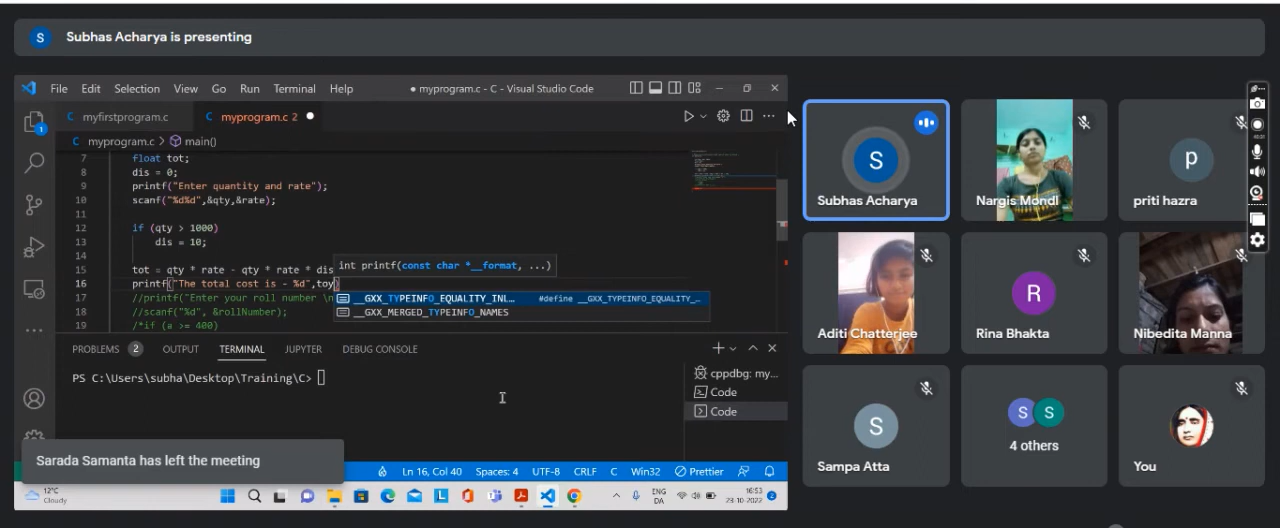 S Subhas Acharya is presenting
File Edit Selection View Go Run Terminal Help
● myprogram.c - C - Visual Studio Code
C myfirstprogram.c
C myprogram.c 2 ●
C myprogram.c > main()
7 float tot;
8 dis = 0;
9 printf("Enter quantity and rate");
10 scanf("%d%d",&qty,&rate);
11
12 if (qty > 1000)
13 dis = 10;
14
15 tot = qty * rate - qty * rate * dis
int printf(const char *__format, ...)
16 printf("The total cost is - %d",toy)
__GXX_TYPEINFO_EQUALITY_INL... #define __GXX_TYPEINFO_EQUALITY_...
__GXX_MERGED_TYPEINFO_NAMES
17 //printf("Enter your roll number \n
18 //scanf("%d", &rollNumber);
19 /*if (a >= 400)
PROBLEMS 2 OUTPUT TERMINAL JUPYTER DEBUG CONSOLE
PS C:\Users\subha\Desktop\Training\C>
cppdbg: my...
Code
Code
Sarada Samanta has left the meeting
Ln 16, Col 40 Spaces: 4 UTF-8 CRLF C Win32 Prettier
12°C
Cloudy
ENG
DA
16:53
23-10-2022
S
Subhas Acharya
Nargis Mondl
p
priti hazra
Aditi Chatterjee
R
Rina Bhakta
Nibedita Manna
S
Sampa Atta
S S
4 others
You